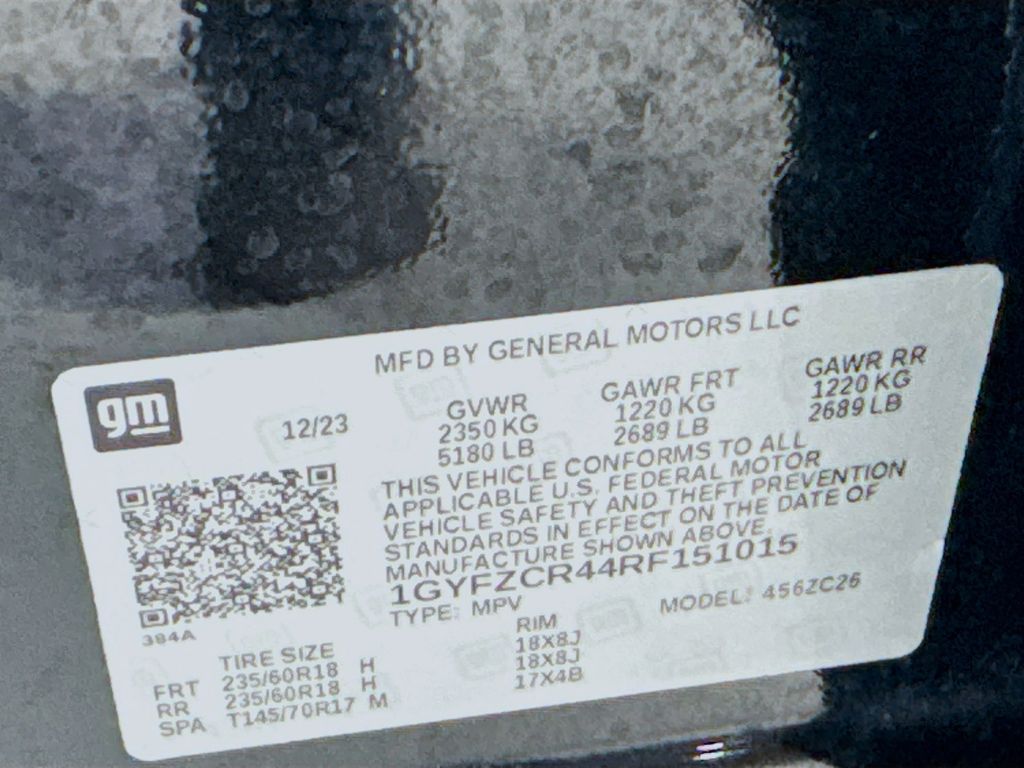 MFD BY GENERAL MOTORS LLC
gm
12/23
GVWR GAWR FRT GAWR RR
2350 KG 1220 KG 1220 KG
5180 LB 2689 LB 2689 LB
THIS VEHICLE CONFORMS TO ALL
APPLICABLE U.S. FEDERAL MOTOR
VEHICLE SAFETY AND THEFT PREVENTION
STANDARDS IN EFFECT ON THE DATE OF
MANUFACTURE SHOWN ABOVE.
1GYFZCR44RF151015
TYPE: MPV MODEL: 456ZC26
384A
TIRE SIZE RIM
FRT 235/60R18 H 18X8J
RR 235/60R18 H 18X8J
SPA T145/70R17 M 17X4B